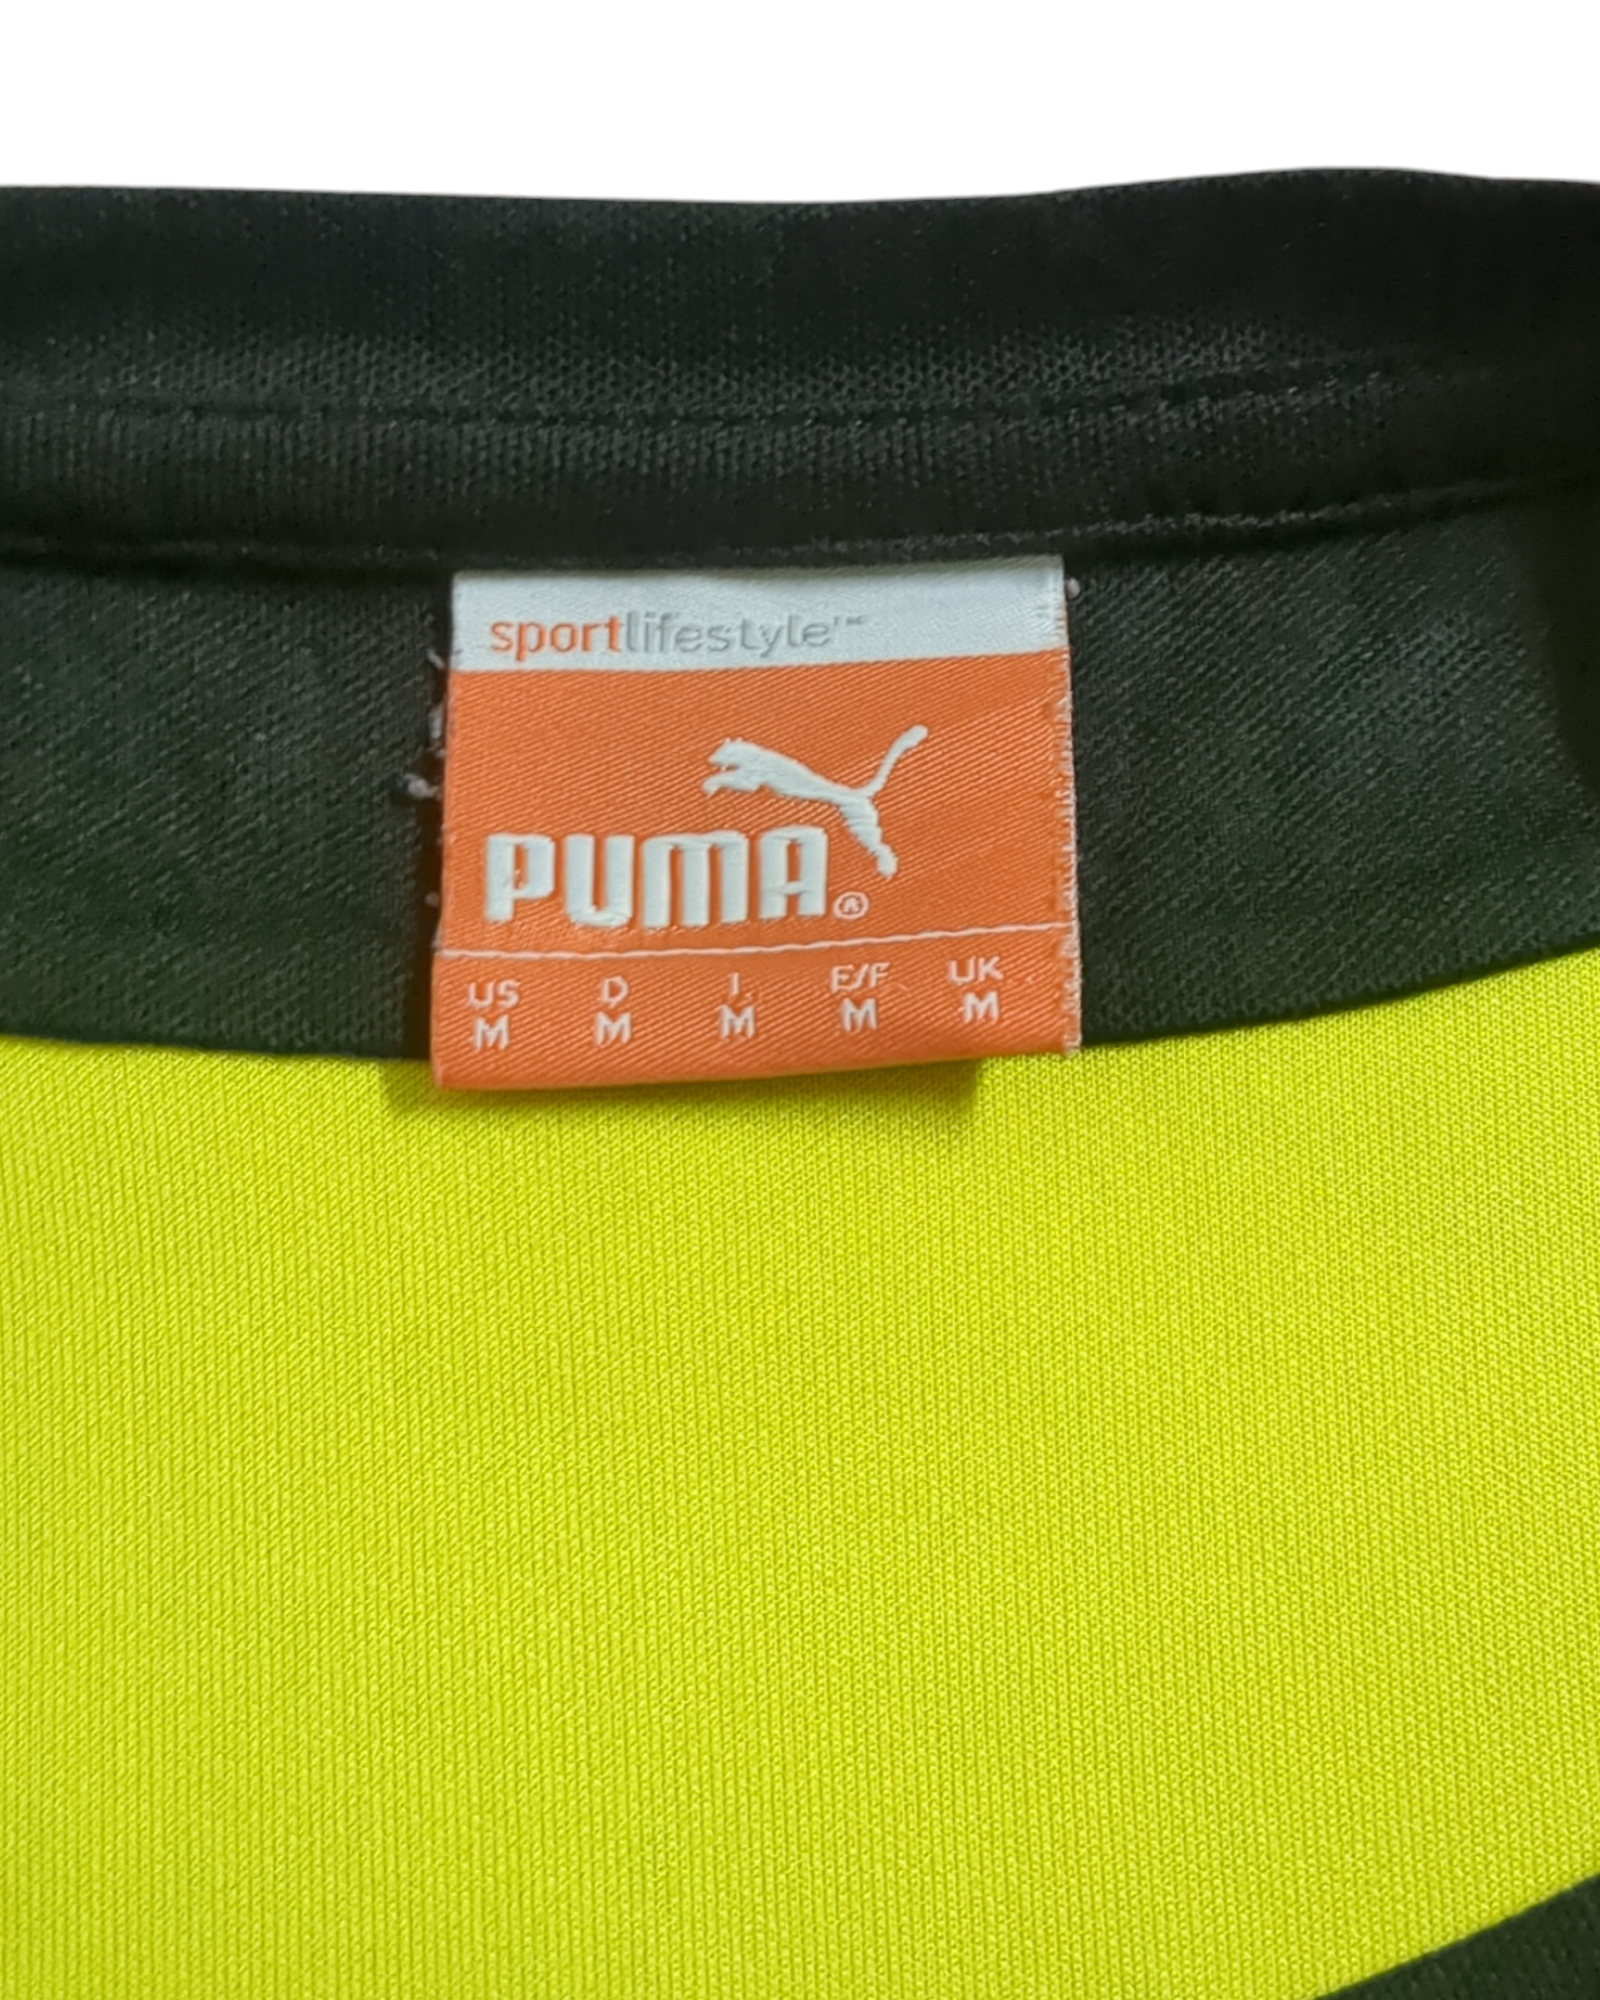 sportlifestyle™
PUMA®
US D I E/F UK
M M M M M